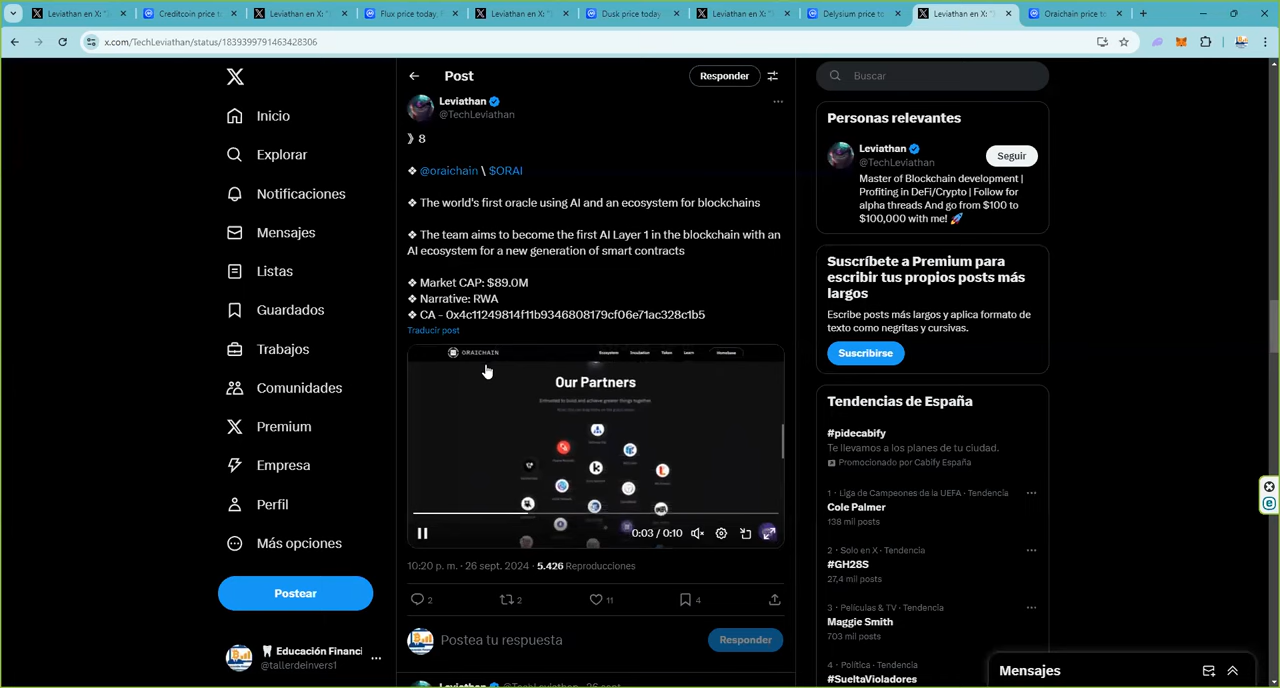 Leviathan en X: "
Creditcoin price to
Leviathan en X: "
Flux price today,
Leviathan en X: "
Dusk price today
Leviathan en X: "
Delysium price to
Leviathan en X: "
Oraichain price to
x.com/TechLeviathan/status/1839399791463428306
Inicio
Explorar
Notificaciones
Mensajes
Listas
Guardados
Trabajos
Comunidades
Premium
Empresa
Perfil
Más opciones
Postear
Educación Financi
@tallerdeinvers1
Post
Responder
Leviathan
@TechLeviathan
》8
❖ @oraichain \ $ORAI
❖ The world's first oracle using AI and an ecosystem for blockchains
❖ The team aims to become the first AI Layer 1 in the blockchain with an
AI ecosystem for a new generation of smart contracts
❖ Market CAP: $89.0M
❖ Narrative: RWA
❖ CA - 0x4c11249814f11b9346808179cf06e71ac328c1b5
Traducir post
ORAICHAIN
Ecosystem Incubation Token Learn Homebase
Our Partners
0:03 / 0:10
10:20 p. m. · 26 sept. 2024 · 5.426 Reproducciones
2
2
11
4
Postea tu respuesta
Responder
Leviathan @TechLeviathan · 26 sept.
Buscar
Personas relevantes
Leviathan
@TechLeviathan
Seguir
Master of Blockchain development |
Profiting in DeFi/Crypto | Follow for
alpha threads And go from $100 to
$100,000 with me! 🚀
Suscríbete a Premium para
escribir tus propios posts más
largos
Escribe posts más largos y aplica formato de
texto como negritas y cursivas.
Suscribirse
Tendencias de España
#pidecabify
Te llevamos a los planes de tu ciudad.
Promocionado por Cabify España
1 · Liga de Campeones de la UEFA · Tendencia
Cole Palmer
138 mil posts
2 · Solo en X · Tendencia
#GH28S
27,4 mil posts
3 · Películas & TV · Tendencia
Maggie Smith
703 mil posts
4 · Política · Tendencia
#SueltaVioladores
Mensajes